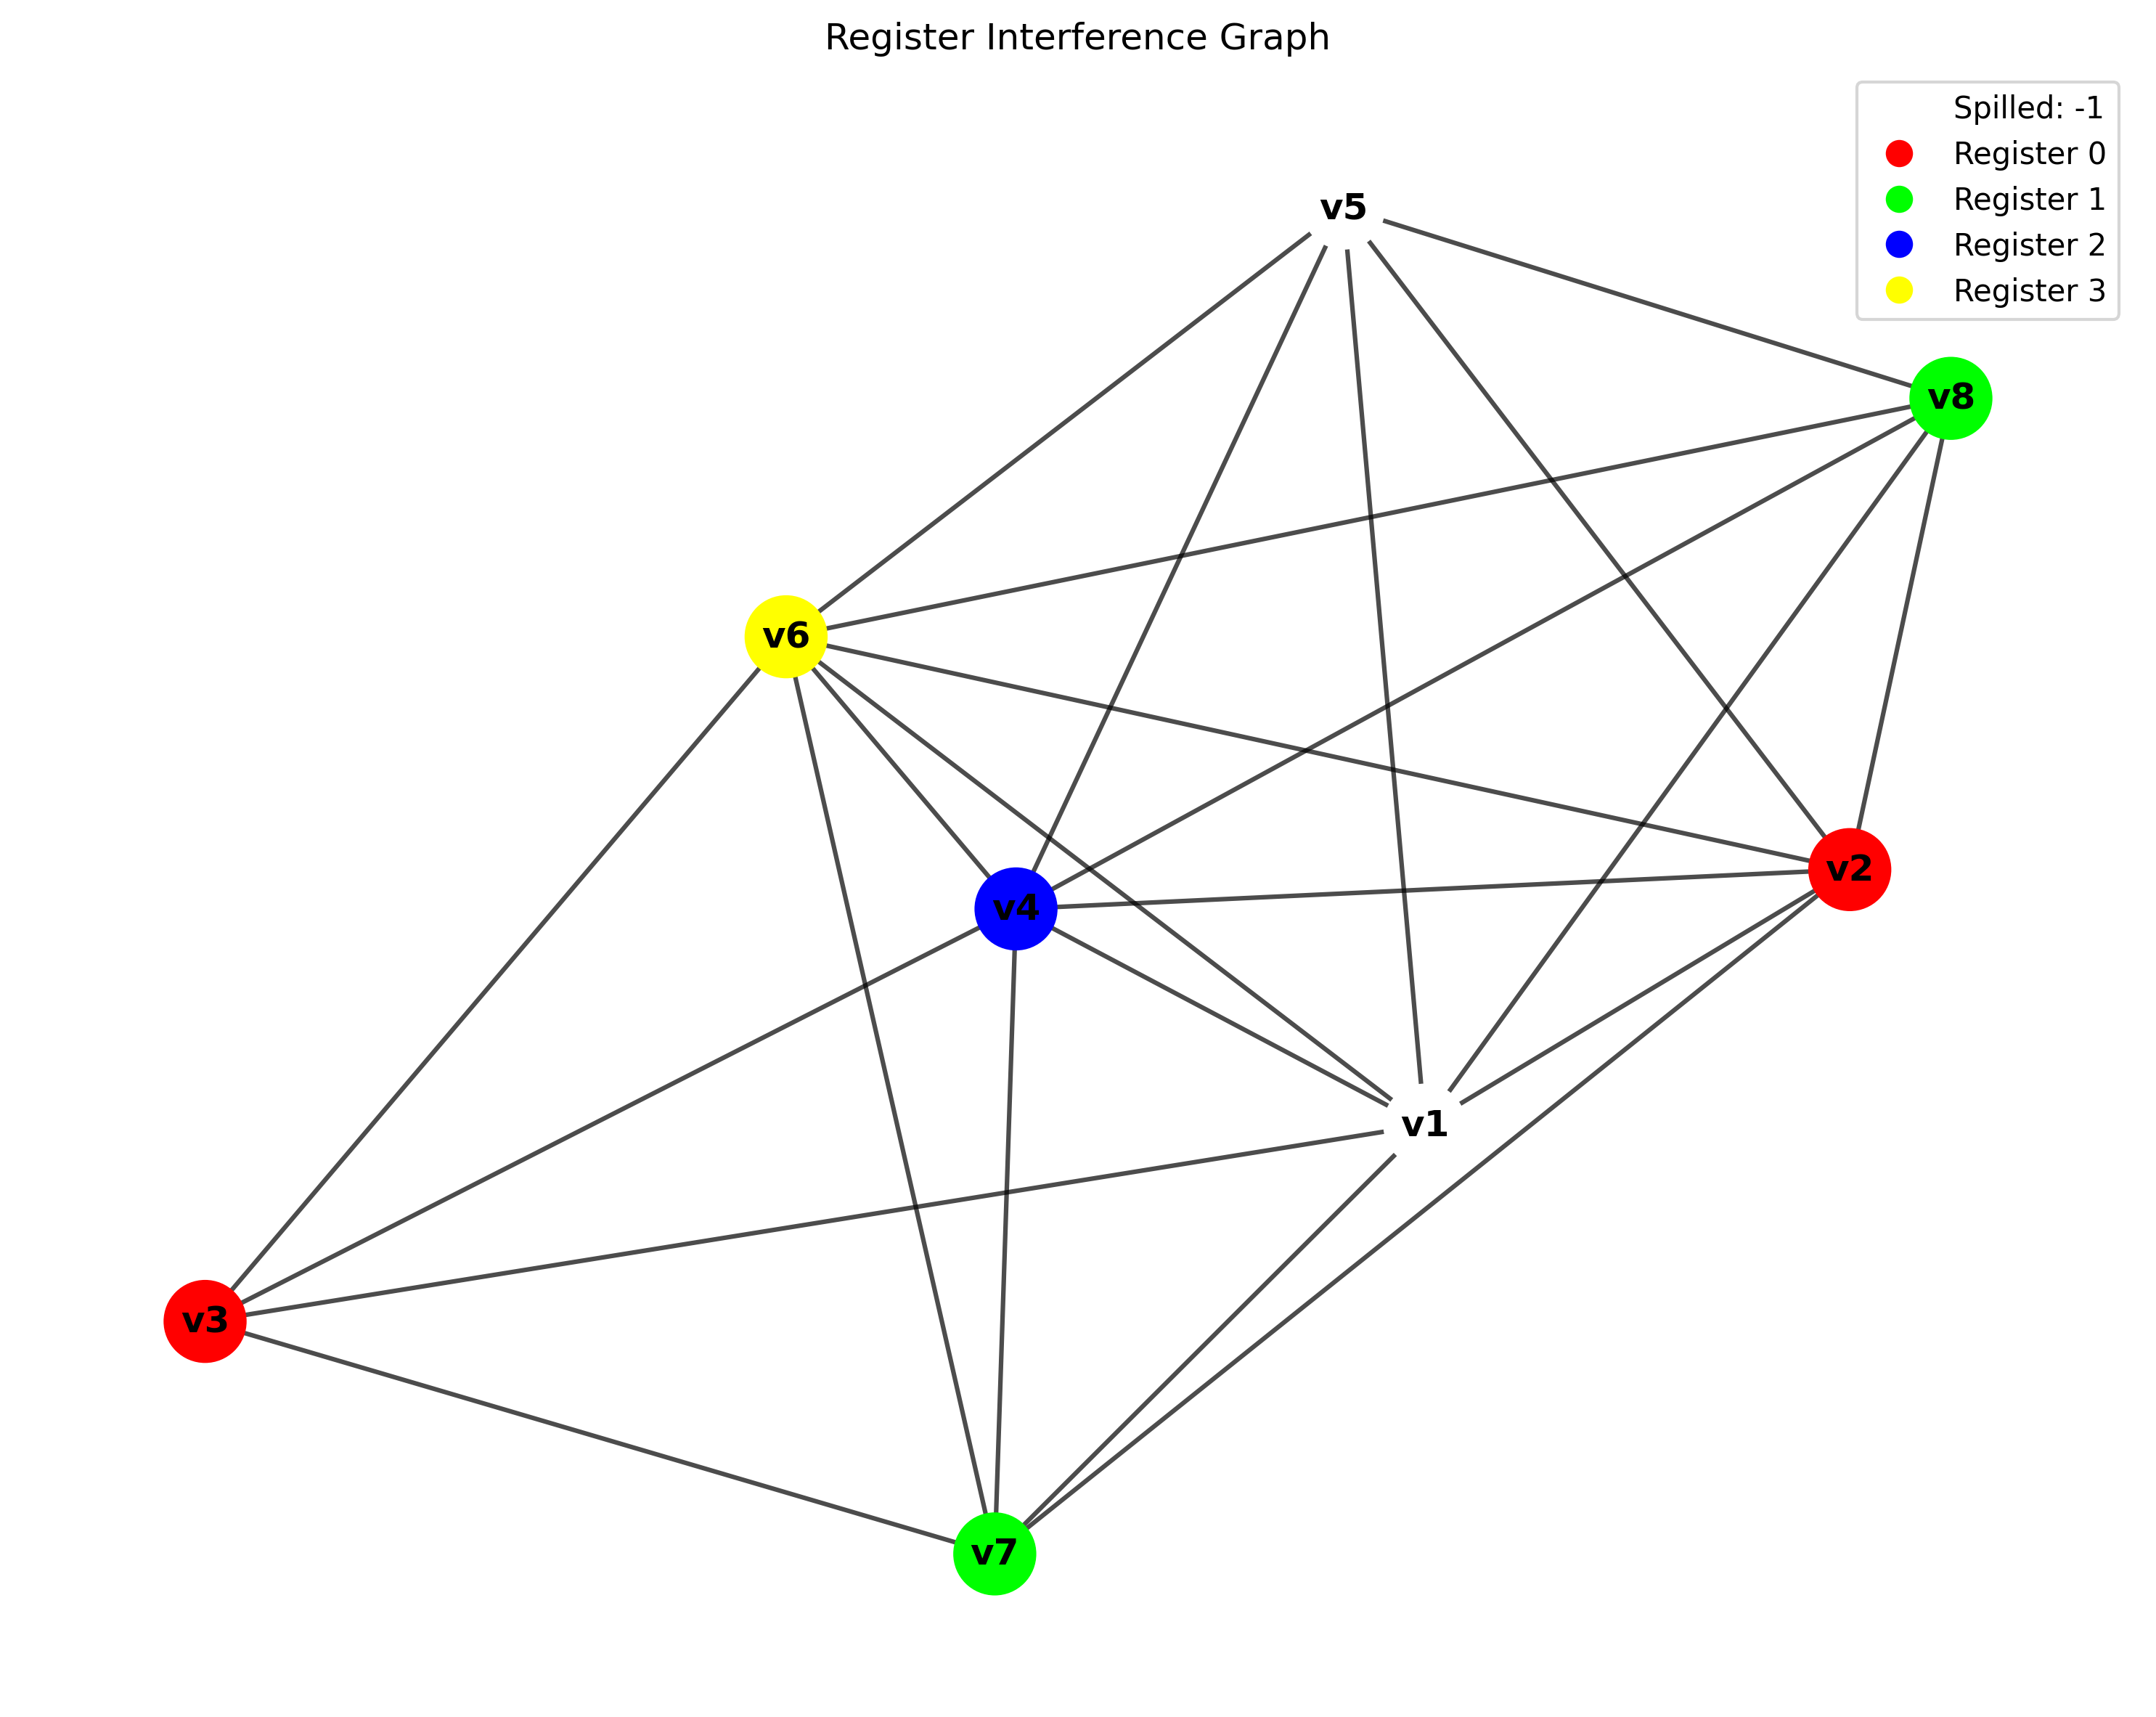 Register Interference Graph
Spilled: -1
Register 0
Register 1
Register 2
Register 3
v5
v8
v6
v2
v4
v1
v3
v7